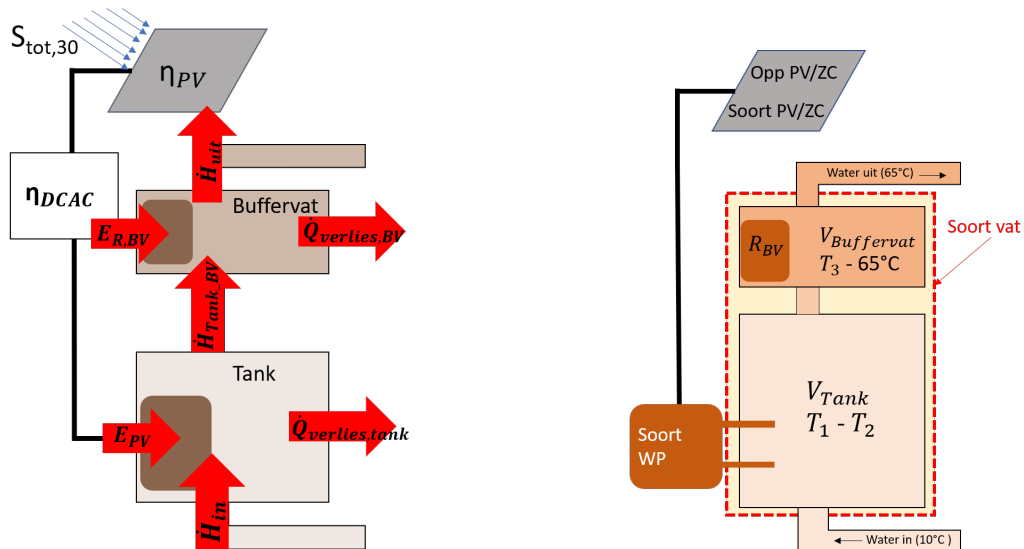 S_tot,30
η_PV
Ḣ_uit
η_DCAC
Buffervat
E_R,BV
Q̇_verlies,BV
Ḣ_Tank_BV
Tank
E_PV
Q̇_verlies,tank
Ḣ_in
Opp PV/ZC
Soort PV/ZC
Water uit (65°C)
Soort vat
R_BV
V_Buffervat
T_3 - 65°C
V_Tank
T_1 - T_2
Soort
WP
Water in (10°C )